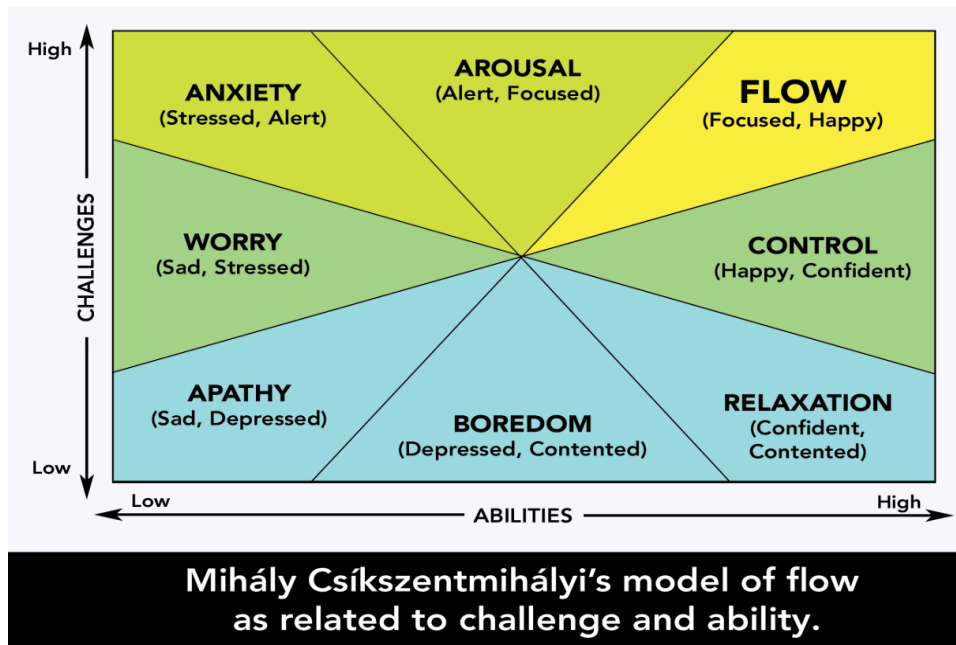 High
ANXIETY
(Stressed, Alert)
AROUSAL
(Alert, Focused)
FLOW
(Focused, Happy)
CHALLENGES
WORRY
(Sad, Stressed)
CONTROL
(Happy, Confident)
APATHY
(Sad, Depressed)
BOREDOM
(Depressed, Contented)
RELAXATION
(Confident,
Contented)
Low
Low
ABILITIES
High
Mihály Csíkszentmihályi’s model of flow
as related to challenge and ability.